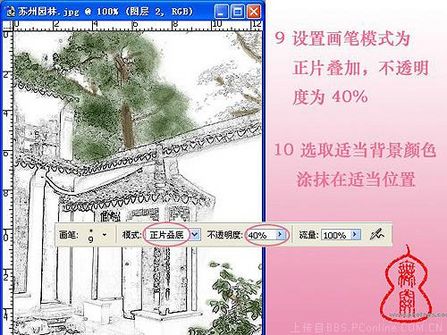 苏州园林.jpg @ 100% (图层 2, RGB)
9 设置画笔模式为
正片叠加，不透明
度为 40%
10 选取适当背景颜色
涂抹在适当位置
画笔: 9 模式: 正片叠底 不透明度: 40% 流量: 100%
上传自BBS.PConline.com.cn